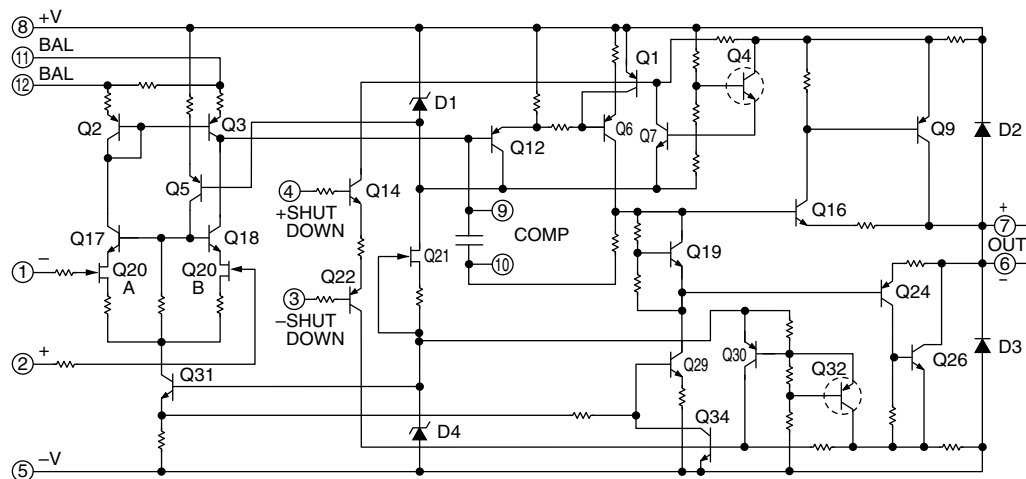 8 +V
11 BAL
12 BAL
Q2
Q3
D1
Q1
Q4
Q12
Q6
Q7
Q9
D2
Q5
4
+SHUT
DOWN
Q14
9
COMP
10
Q16
+
7
OUT
6
−
Q17
Q18
Q19
1 −
Q20
A
Q20
B
Q22
Q21
3
−SHUT
DOWN
Q24
2 +
Q29
Q30
Q32
Q26
D3
Q31
D4
Q34
5 −V